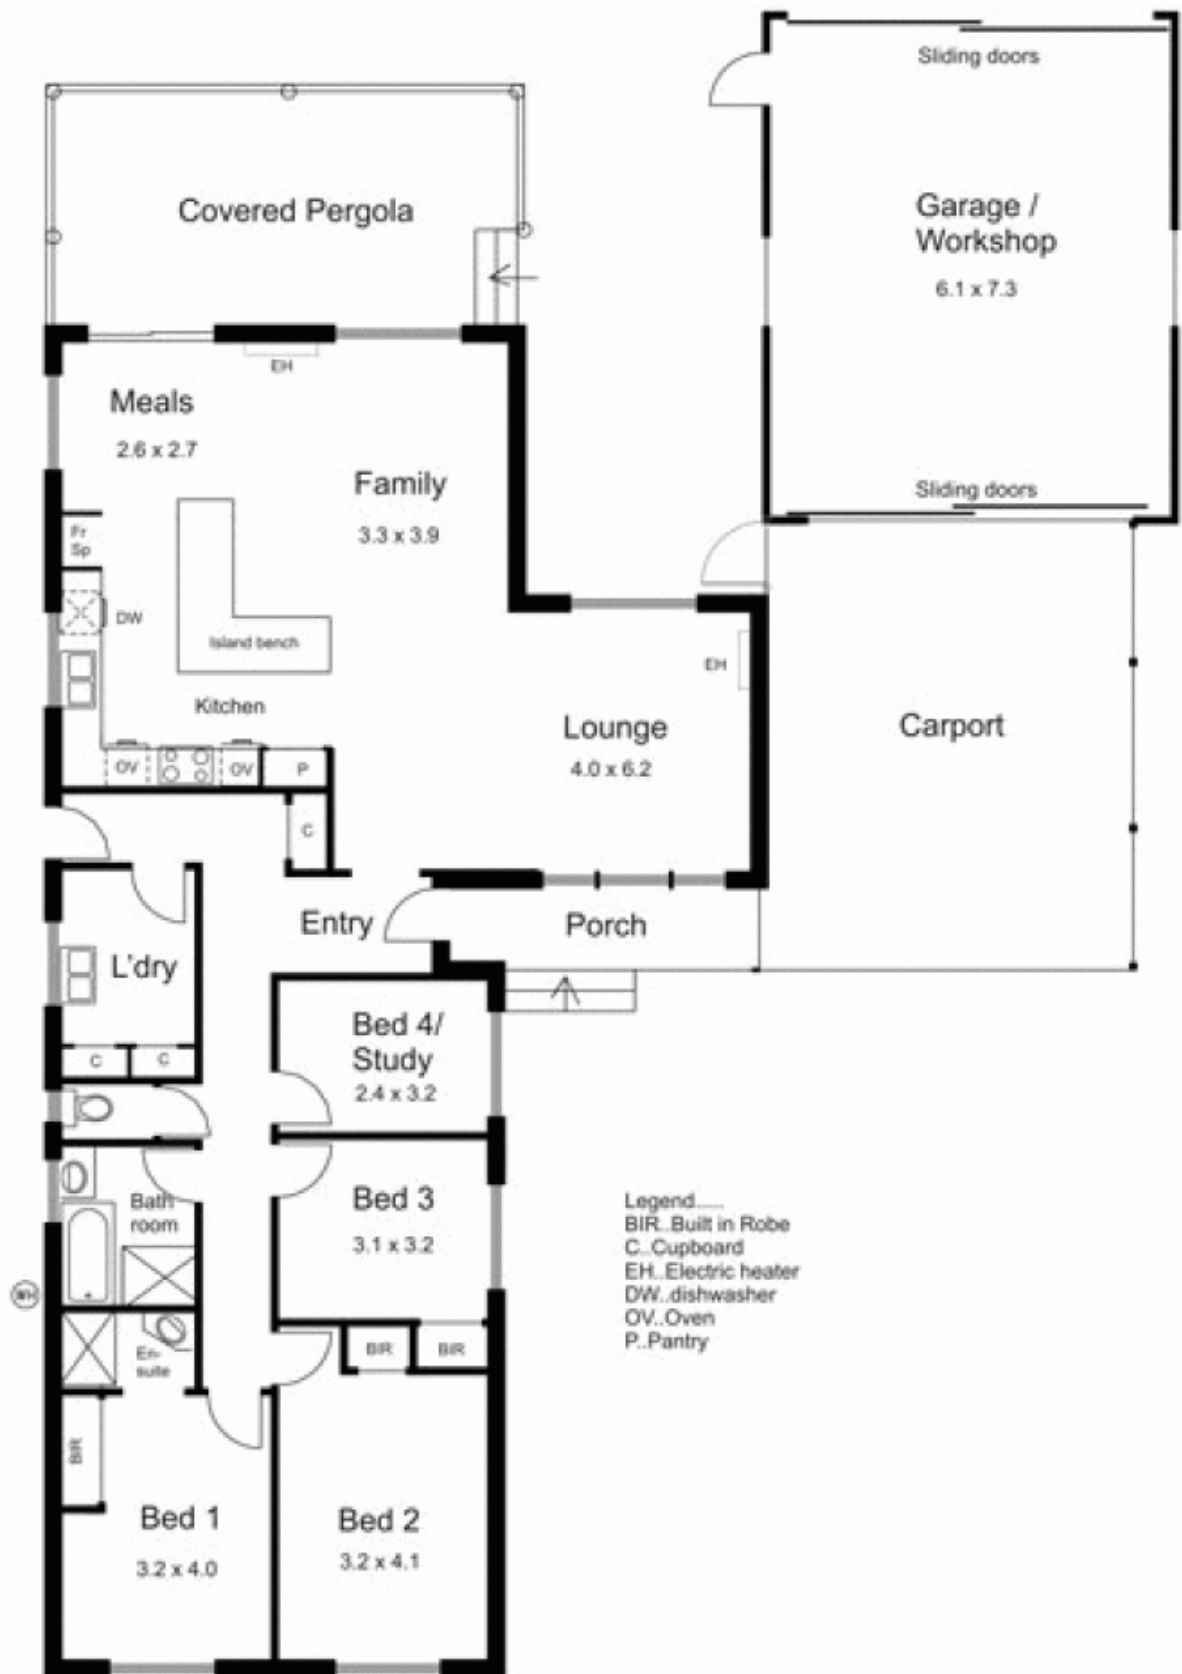 Sliding doors
Covered Pergola
Garage /
Workshop
6.1 x 7.3
EH
Meals
2.6 x 2.7
Family
3.3 x 3.9
Sliding doors
Fr
Sp
DW
Island bench
EH
Kitchen
Lounge
4.0 x 6.2
Carport
OV
OV
P
C
Entry
Porch
L'dry
Bed 4/
Study
2.4 x 3.2
C
C
Bath
room
Bed 3
3.1 x 3.2
Legend.....
BIR..Built in Robe
C..Cupboard
EH..Electric heater
DW..dishwasher
OV..Oven
P..Pantry
WH
En-
suite
BIR
BIR
BIR
Bed 1
3.2 x 4.0
Bed 2
3.2 x 4.1